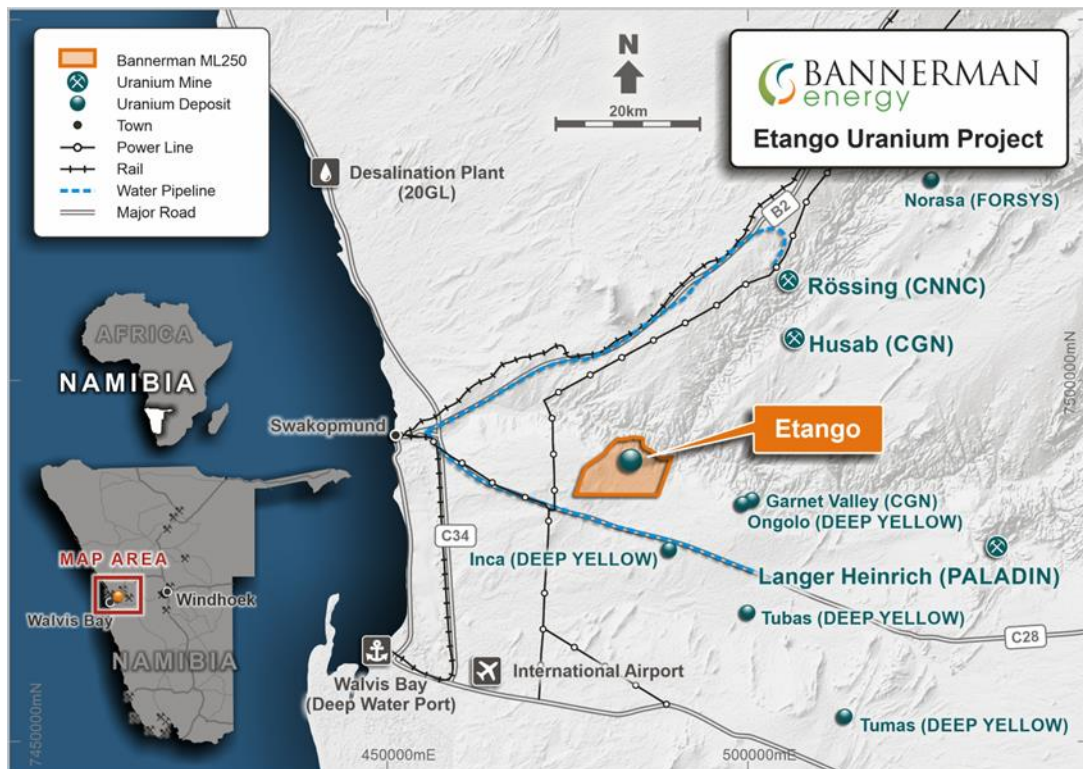 Bannerman ML250
Uranium Mine
Uranium Deposit
Town
Power Line
Rail
Water Pipeline
Major Road
N
20km
BANNERMAN
energy
Etango Uranium Project
Desalination Plant
(20GL)
B2
Norasa (FORSYS)
Rössing (CNNC)
Husab (CGN)
7500000mN
AFRICA
NAMIBIA
Swakopmund
Etango
Garnet Valley (CGN)
Ongolo (DEEP YELLOW)
C34
Inca (DEEP YELLOW)
Langer Heinrich (PALADIN)
MAP AREA
Windhoek
Walvis Bay
NAMIBIA
Tubas (DEEP YELLOW)
C28
Walvis Bay
(Deep Water Port)
International Airport
Tumas (DEEP YELLOW)
7450000mN
450000mE
500000mE